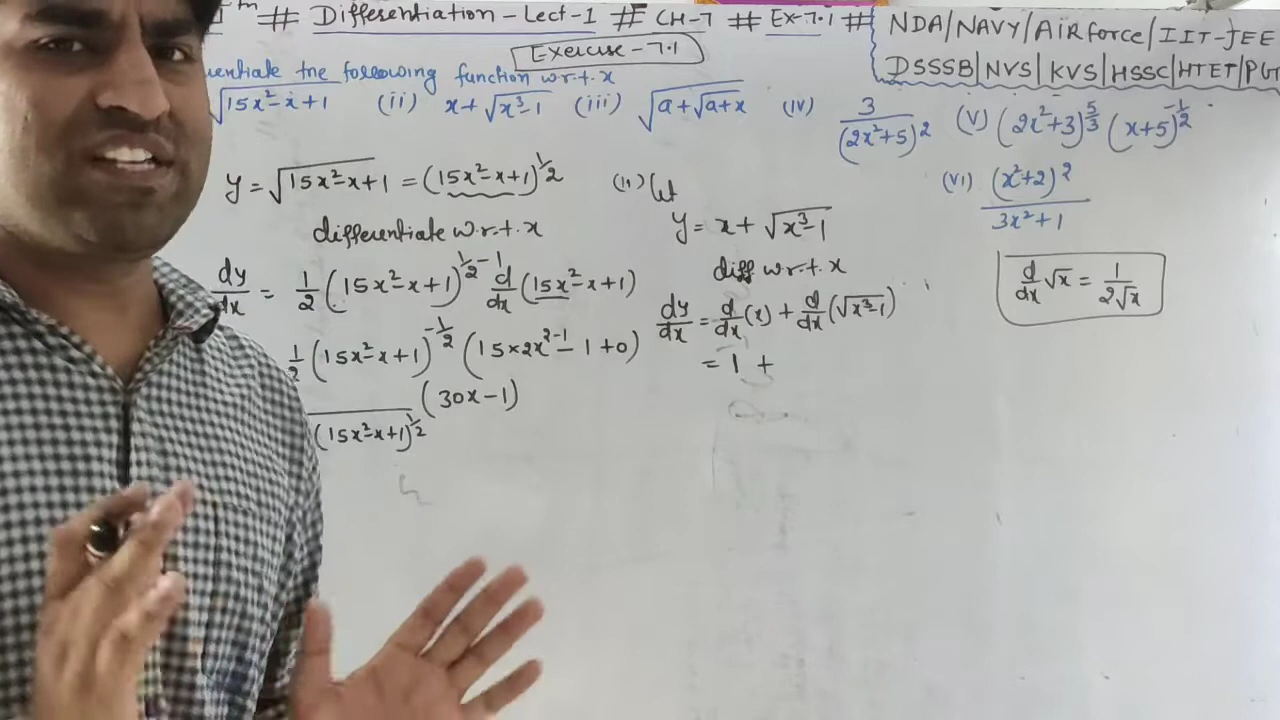 # Differentiation - Lect-1 # CH-7 # Ex-7.1 #
NDA/NAVY/AiRforce/IIT-JEE
DSSSB|NVS|KVS|HSSC|HTET|PGT
Exercise - 7.1
the following function w.r.t. x
√(15x²-x+1) (ii) x+√(x³-1) (iii) √(a+√(a+x)) (iv) 3/(2x²+5)² (v) (2x²+3)^(5/3) (x+5)^(-1/2)
(vi) (x²+2)²/(3x²+1)
y = √(15x²-x+1) = (15x²-x+1)^(1/2)
differentiate w.r.t. x
dy/dx = 1/2 (15x²-x+1)^(1/2-1) d/dx (15x²-x+1)
1/2 (15x²-x+1)^(-1/2) (15×2x^(2-1) - 1 + 0)
(15x²-x+1)^(1/2) (30x-1)
(ii) Let
y = x + √(x³-1)
diff w.r.t. x
dy/dx = d/dx (x) + d/dx (√(x³-1))
= 1 +
d/dx √x = 1/(2√x)